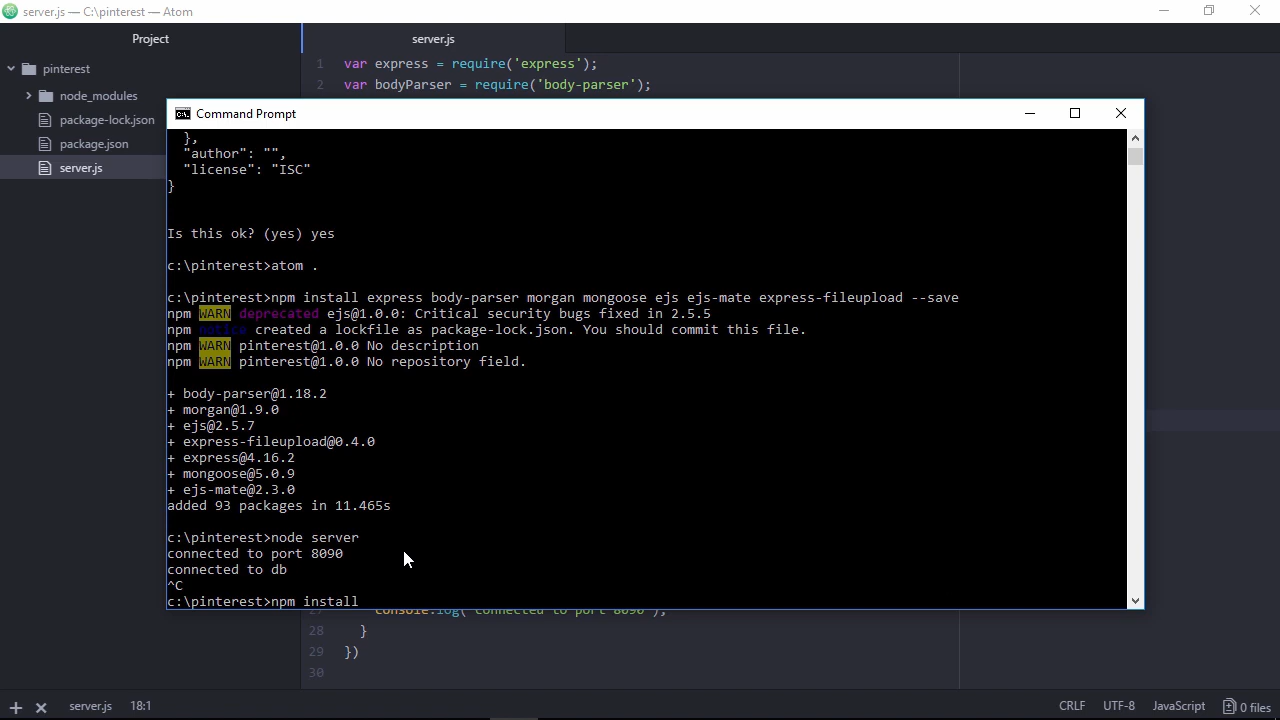 server.js — C:\pinterest — Atom
Project
server.js
pinterest
node_modules
package-lock.json
package.json
server.js
1 var express = require('express');
2 var bodyParser = require('body-parser');
Command Prompt
},
"author": "",
"license": "ISC"
}
Is this ok? (yes) yes
c:\pinterest>atom .
c:\pinterest>npm install express body-parser morgan mongoose ejs ejs-mate express-fileupload --save
npm WARN deprecated ejs@1.0.0: Critical security bugs fixed in 2.5.5
npm notice created a lockfile as package-lock.json. You should commit this file.
npm WARN pinterest@1.0.0 No description
npm WARN pinterest@1.0.0 No repository field.
+ body-parser@1.18.2
+ morgan@1.9.0
+ ejs@2.5.7
+ express-fileupload@0.4.0
+ express@4.16.2
+ mongoose@5.0.9
+ ejs-mate@2.3.0
added 93 packages in 11.465s
c:\pinterest>node server
connected to port 8090
connected to db
^C
c:\pinterest>npm install
27 console.log("connected to port 8090");
28 }
29 })
30
server.js 18:1 CRLF UTF-8 JavaScript 0 files